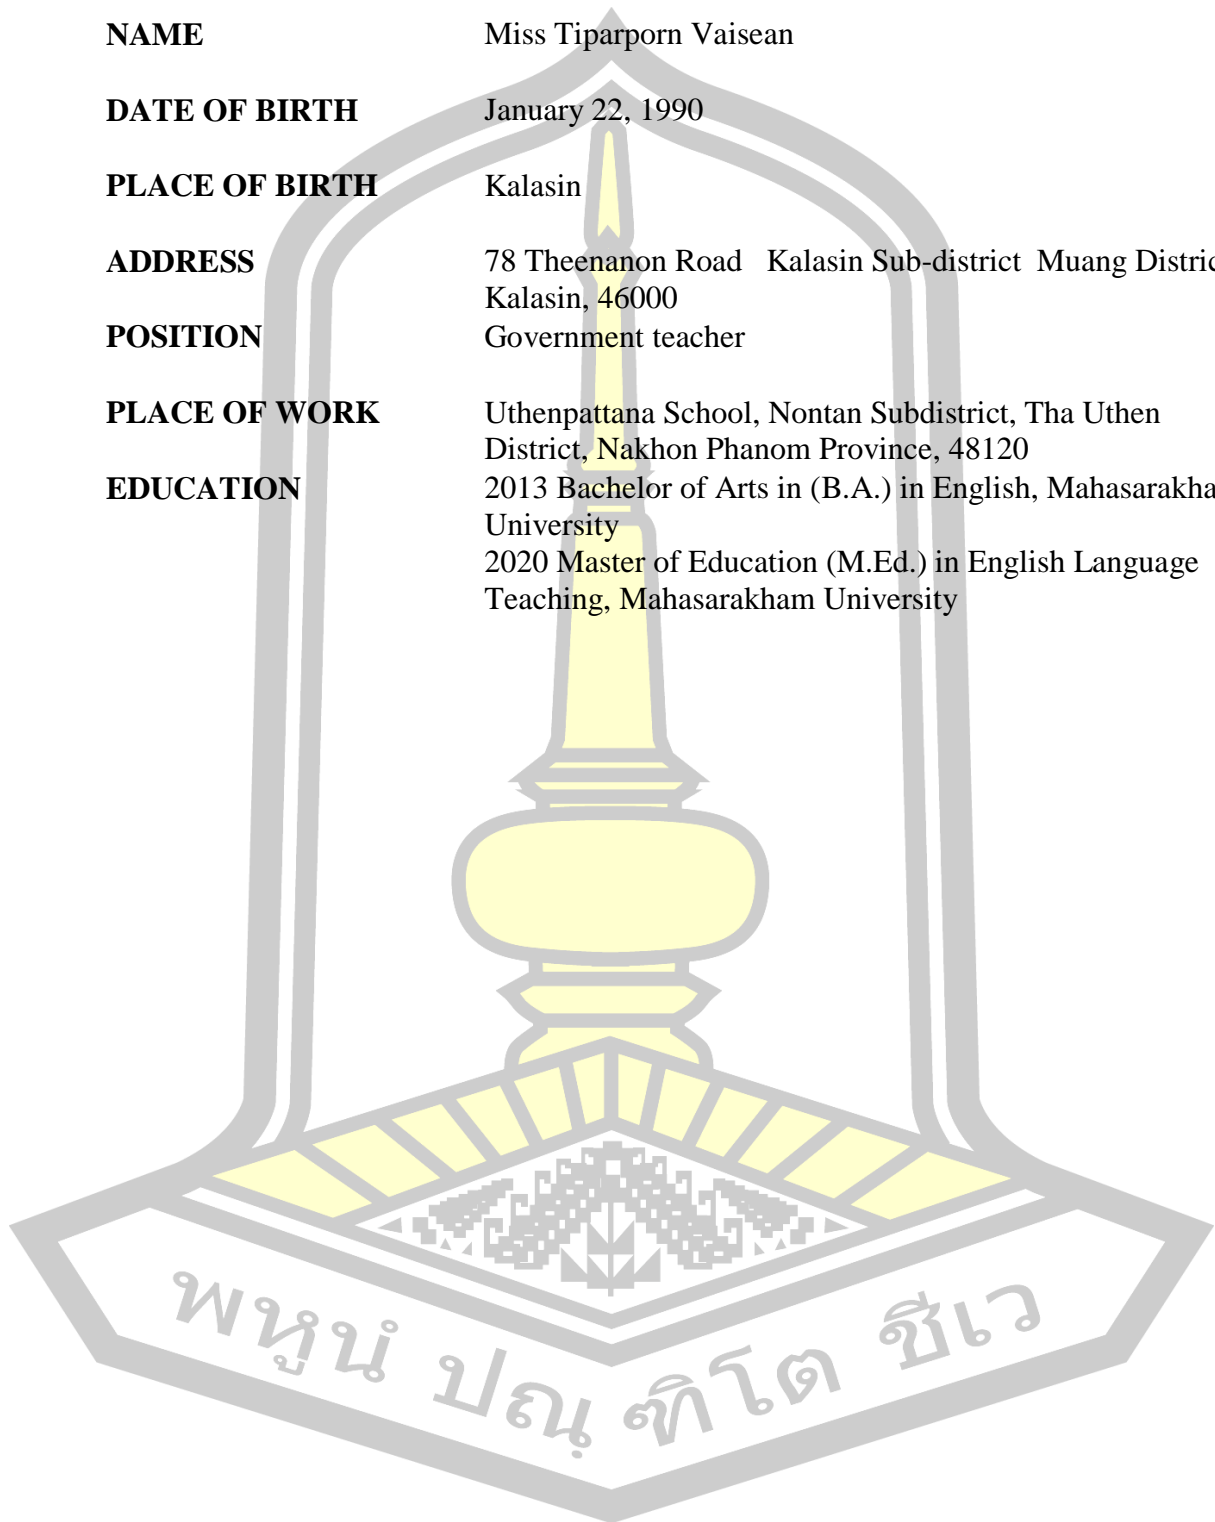 NAME Miss Tiparporn Vaisean
DATE OF BIRTH January 22, 1990
PLACE OF BIRTH Kalasin
ADDRESS 78 Theenanon Road Kalasin Sub-district Muang Distric
Kalasin, 46000
POSITION Government teacher
PLACE OF WORK Uthenpattana School, Nontan Subdistrict, Tha Uthen
District, Nakhon Phanom Province, 48120
EDUCATION 2013 Bachelor of Arts in (B.A.) in English, Mahasarakha
University
2020 Master of Education (M.Ed.) in English Language
Teaching, Mahasarakham University
พหูนํ ปณฺ ฑิโต ชีเว